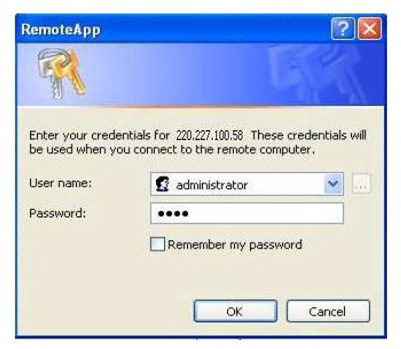 RemoteApp
Enter your credentials for 220.227.100.58 These credentials will
be used when you connect to the remote computer.
User name: administrator
Password: ••••
Remember my password
OK Cancel